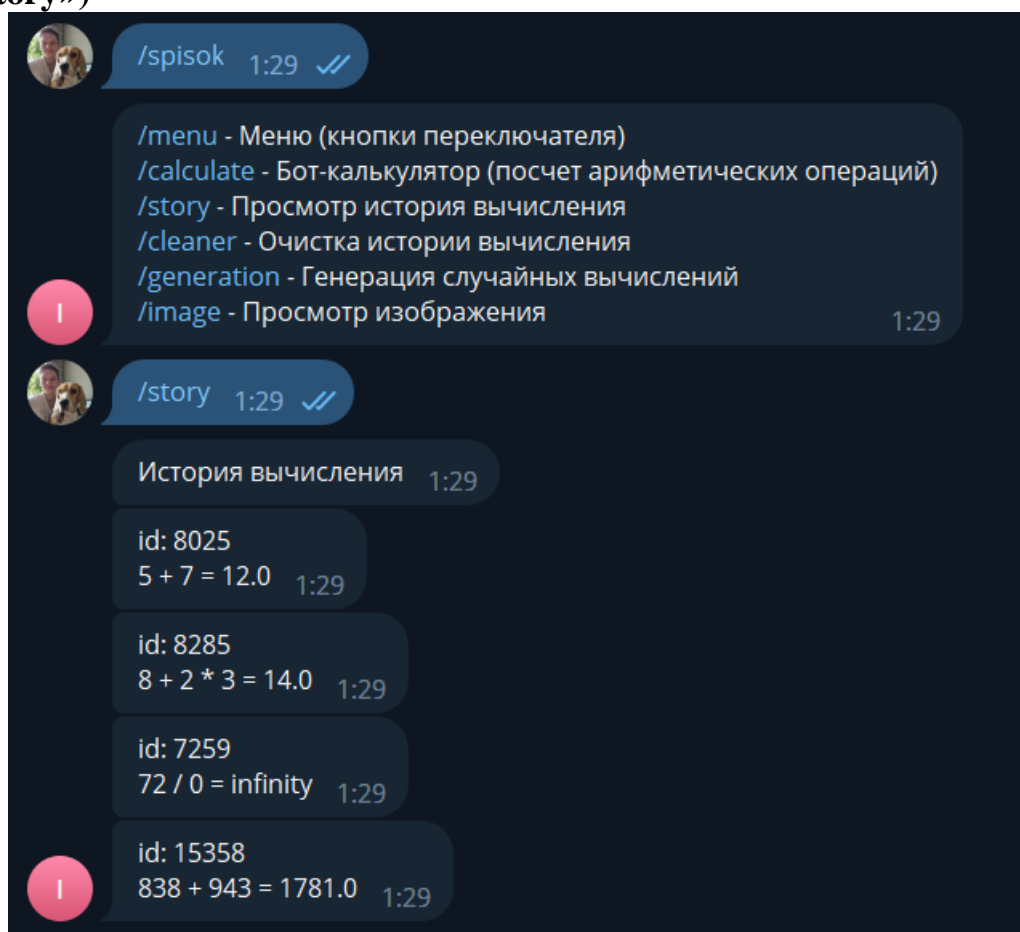 tory»)
/spisok 1:29
/menu - Меню (кнопки переключателя)
/calculate - Бот-калькулятор (посчет арифметических операций)
/story - Просмотр история вычисления
/cleaner - Очистка истории вычисления
/generation - Генерация случайных вычислений
/image - Просмотр изображения 1:29
I
/story 1:29
История вычисления 1:29
id: 8025
5 + 7 = 12.0 1:29
id: 8285
8 + 2 * 3 = 14.0 1:29
id: 7259
72 / 0 = infinity 1:29
id: 15358
838 + 943 = 1781.0 1:29
I